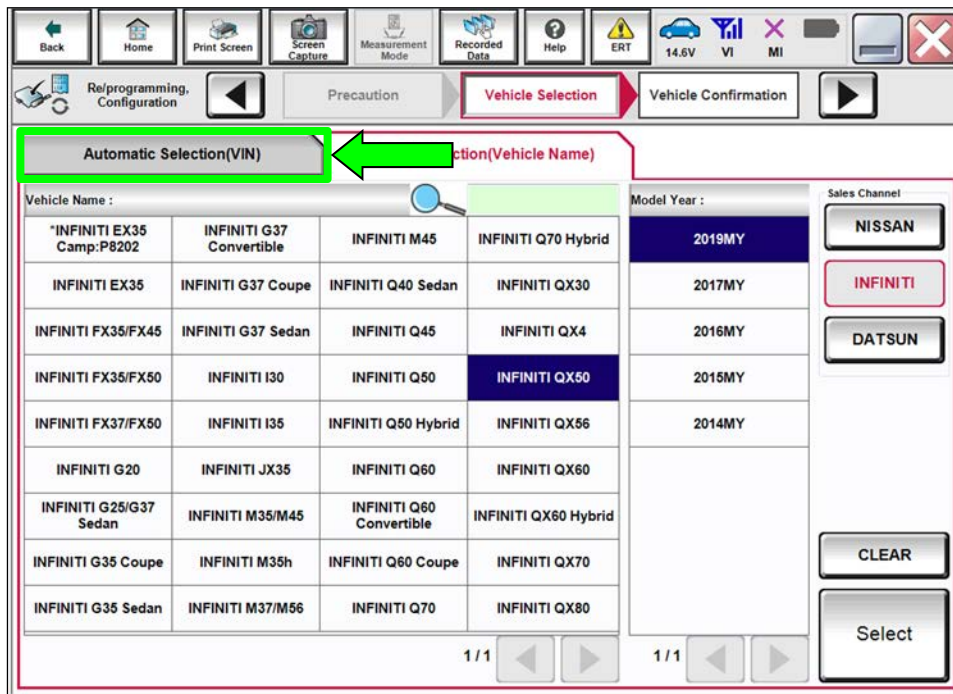 Back
Home
Print Screen
Screen
Capture
Measurement
Mode
Recorded
Data
Help
ERT
14.6V
VI
MI
Re/programming,
Configuration
Precaution
Vehicle Selection
Vehicle Confirmation
Automatic Selection(VIN)
ction(Vehicle Name)
Vehicle Name :
Model Year :
Sales Channel
*INFINITI EX35
Camp:P8202
INFINITI G37
Convertible
INFINITI M45
INFINITI Q70 Hybrid
2019MY
NISSAN
INFINITI EX35
INFINITI G37 Coupe
INFINITI Q40 Sedan
INFINITI QX30
2017MY
INFINITI
INFINITI FX35/FX45
INFINITI G37 Sedan
INFINITI Q45
INFINITI QX4
2016MY
DATSUN
INFINITI FX35/FX50
INFINITI I30
INFINITI Q50
INFINITI QX50
2015MY
INFINITI FX37/FX50
INFINITI I35
INFINITI Q50 Hybrid
INFINITI QX56
2014MY
INFINITI G20
INFINITI JX35
INFINITI Q60
INFINITI QX60
INFINITI G25/G37
Sedan
INFINITI M35/M45
INFINITI Q60
Convertible
INFINITI QX60 Hybrid
INFINITI G35 Coupe
INFINITI M35h
INFINITI Q60 Coupe
INFINITI QX70
CLEAR
INFINITI G35 Sedan
INFINITI M37/M56
INFINITI Q70
INFINITI QX80
Select
1/1
1/1